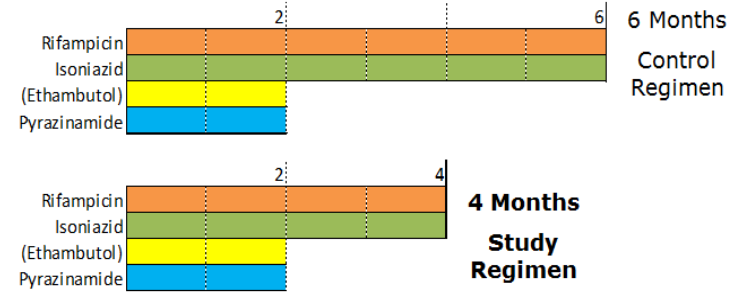 2 6
6 Months
Rifampicin
Isoniazid
Control
(Ethambutol)
Regimen
Pyrazinamide
2 4
Rifampicin
4 Months
Isoniazid
Study
(Ethambutol)
Regimen
Pyrazinamide